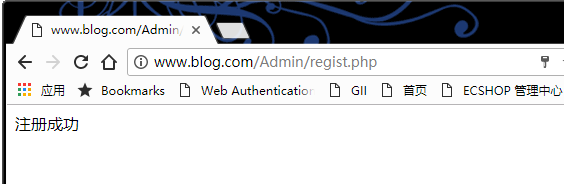 www.blog.com/Admin/
www.blog.com/Admin/regist.php
应用 Bookmarks Web Authentication GII 首页 ECSHOP 管理中心
注册成功